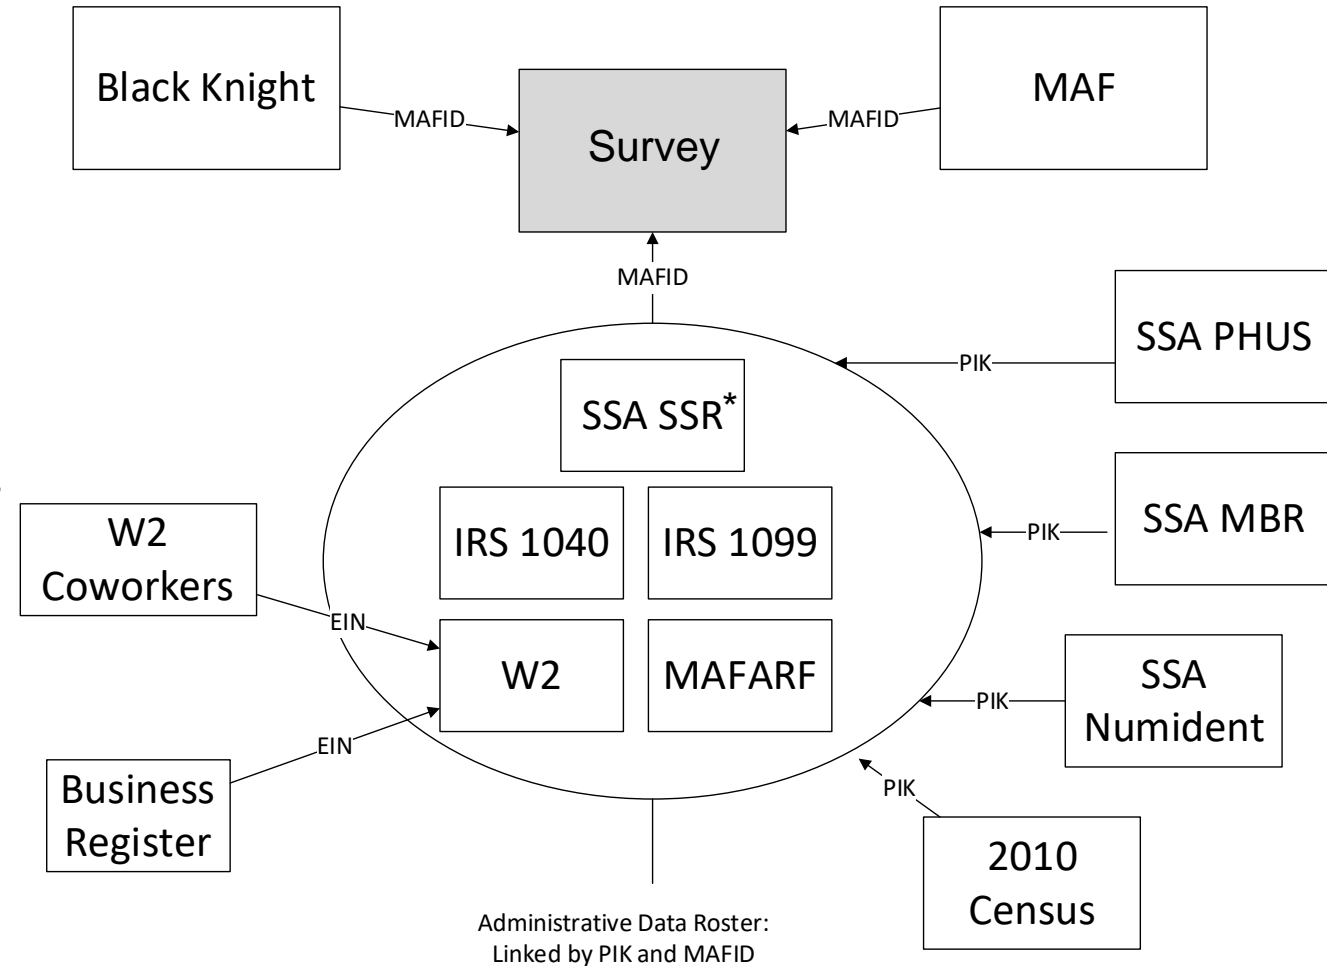 Black Knight
MAFID
Survey
MAFID
MAF
MAFID
SSA PHUS
PIK
SSA SSR*
SSA MBR
PIK
IRS 1040
IRS 1099
W2
Coworkers
EIN
W2
MAFARF
SSA
Numident
PIK
EIN
Business
Register
PIK
2010
Census
Administrative Data Roster:
Linked by PIK and MAFID